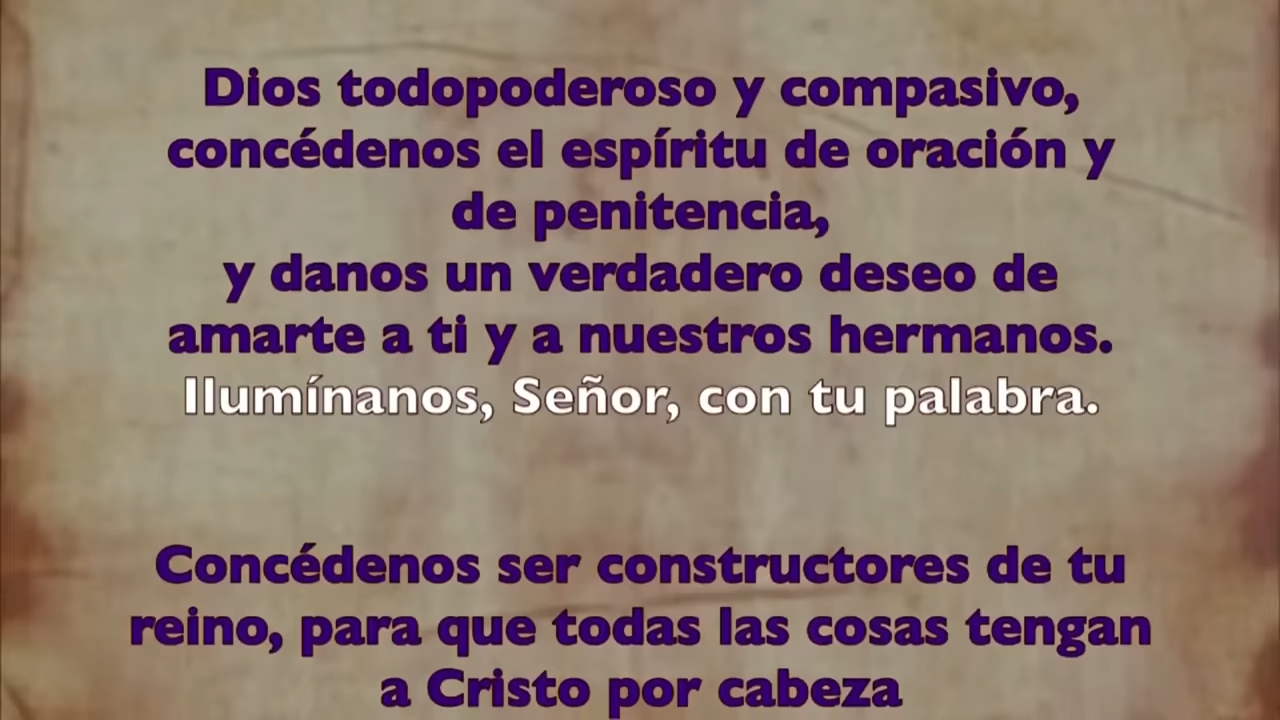 Dios todopoderoso y compasivo,
concédenos el espíritu de oración y
de penitencia,
y danos un verdadero deseo de
amarte a ti y a nuestros hermanos.
Ilumínanos, Señor, con tu palabra.
Concédenos ser constructores de tu
reino, para que todas las cosas tengan
a Cristo por cabeza